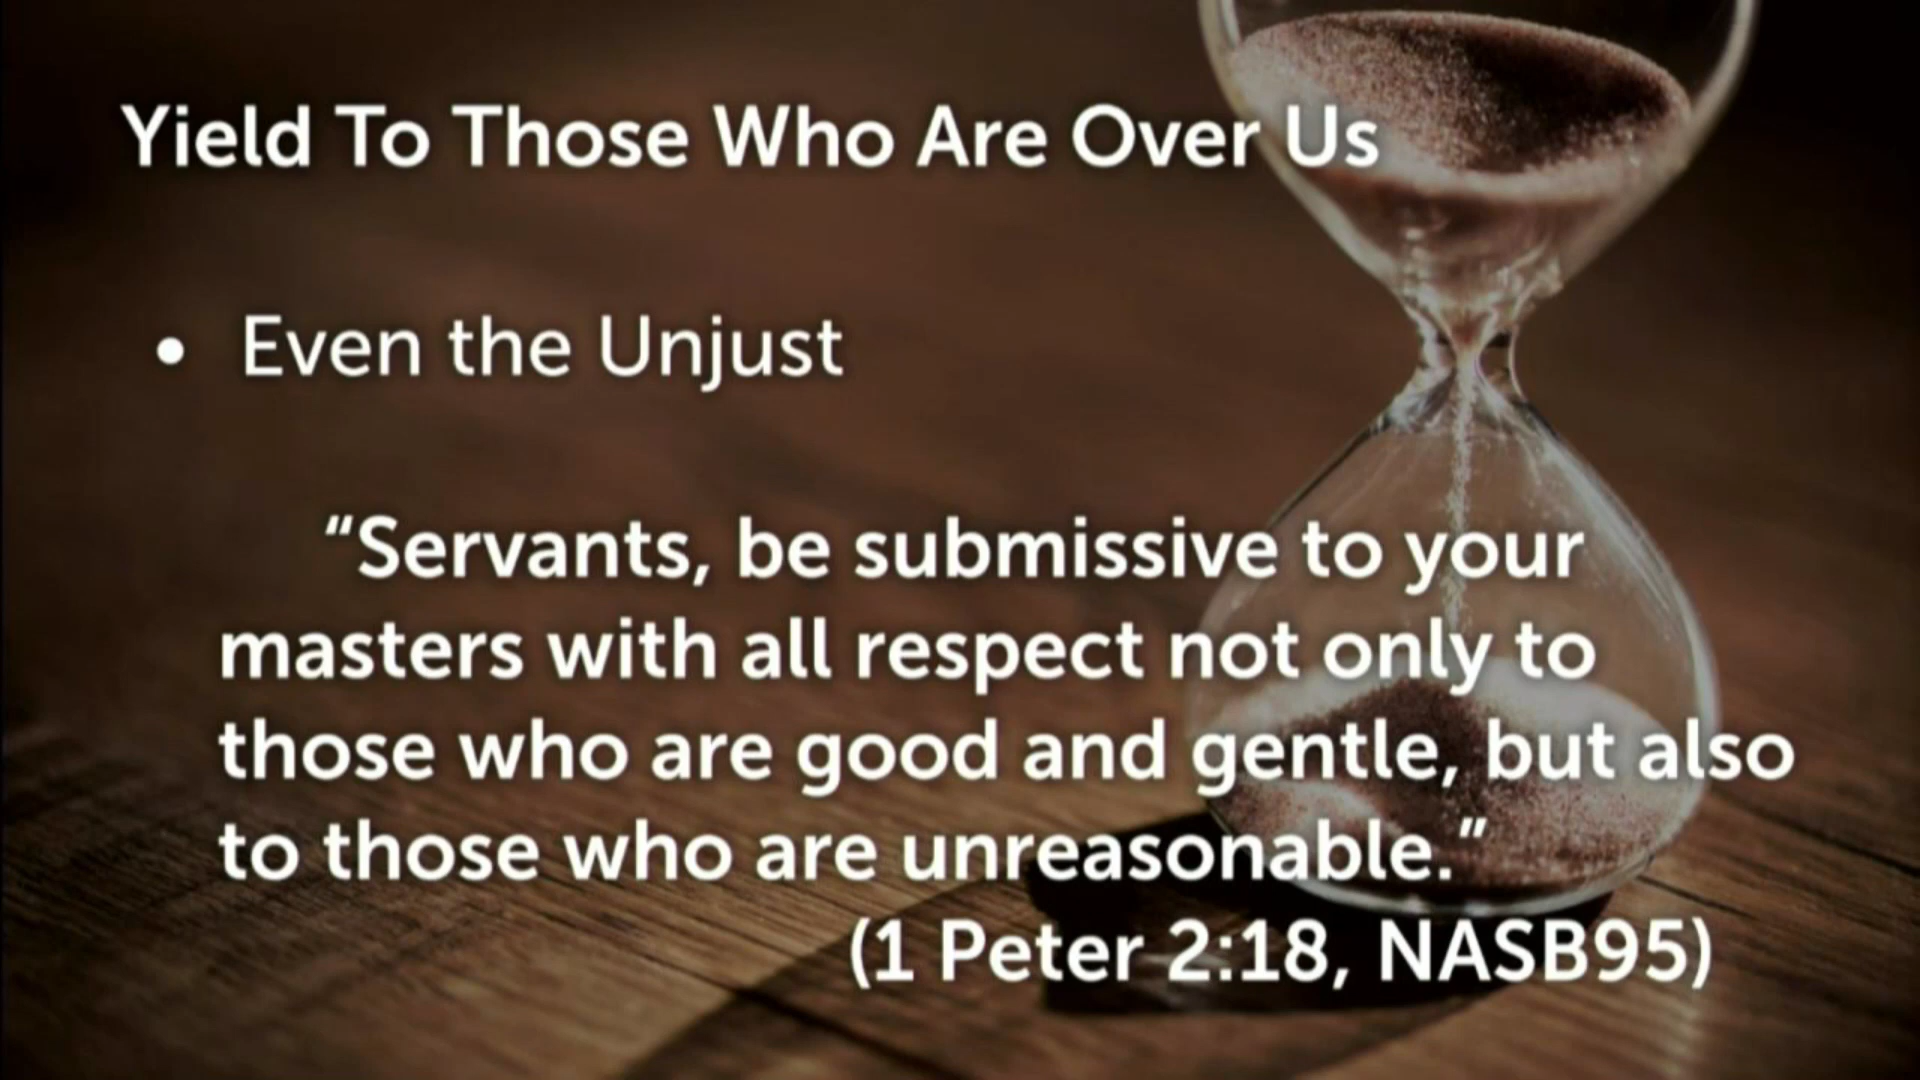 Yield To Those Who Are Over Us
• Even the Unjust
“Servants, be submissive to your
masters with all respect not only to
those who are good and gentle, but also
to those who are unreasonable.”
(1 Peter 2:18, NASB95)